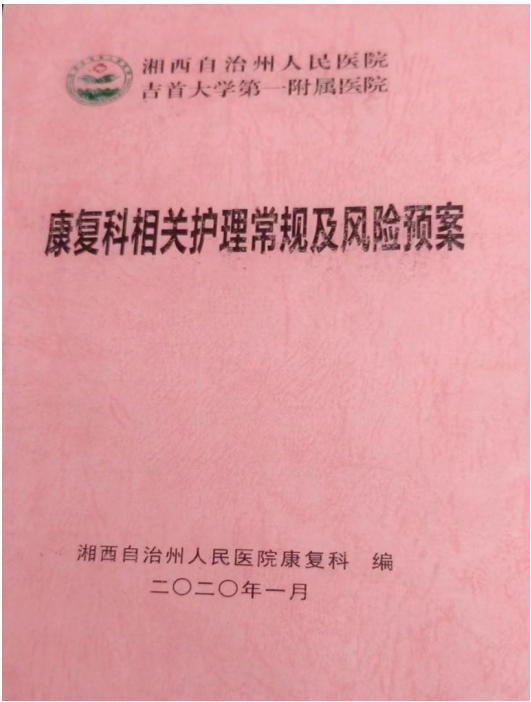 湘西自治州人民医院
吉首大学第一附属医院
康复科相关护理常规及风险预案
湘西自治州人民医院康复科 编
二〇二〇年一月